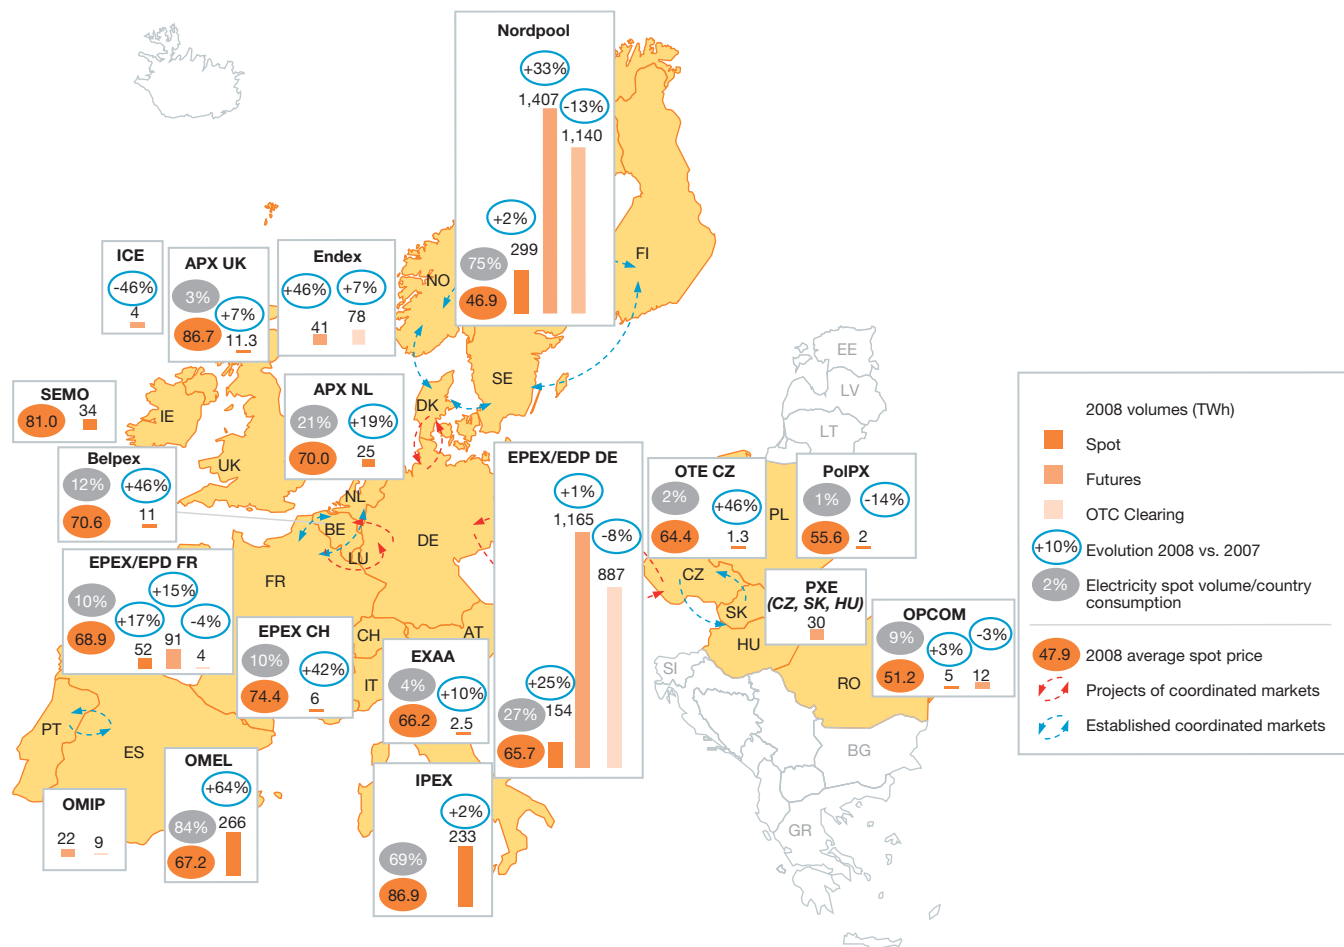 Nordpool
+33%
1,407
-13%
1,140
+2%
299
75%
46.9
ICE
-46%
4
APX UK
3%
+7%
86.7
11.3
Endex
+46%
+7%
41
78
NO
FI
SE
DK
EE
LV
LT
SEMO
81.0
34
IE
UK
APX NL
21%
+19%
70.0
25
Belpex
12%
+46%
70.6
11
NL
BE
LU
DE
FR
CH
AT
IT
EPEX/EDP DE
+1%
1,165
-8%
887
+25%
154
27%
65.7
OTE CZ
2%
+46%
64.4
1.3
PL
PolPX
1%
-14%
55.6
2
CZ
SK
HU
PXE
(CZ, SK, HU)
30
OPCOM
9%
+3%
-3%
51.2
5
12
SI
RO
BG
GR
EPEX/EPD FR
10%
+15%
+17%
-4%
68.9
52
91
4
EPEX CH
10%
+42%
74.4
6
EXAA
4%
+10%
66.2
2.5
PT
ES
OMEL
+64%
84%
266
67.2
OMIP
22
9
IPEX
+2%
233
69%
86.9
2008 volumes (TWh)
Spot
Futures
OTC Clearing
+10%
Evolution 2008 vs. 2007
2%
Electricity spot volume/country
consumption
47.9
2008 average spot price
Projects of coordinated markets
Established coordinated markets